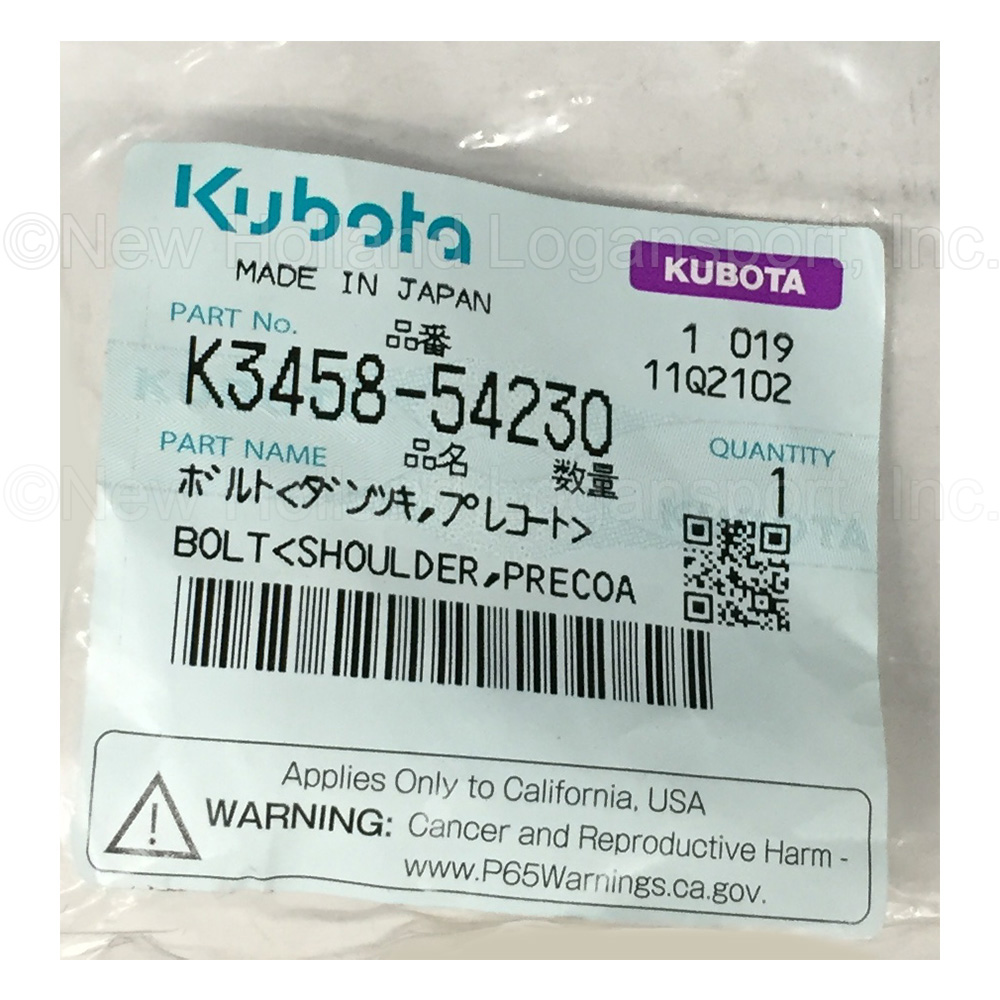 Kubota
MADE IN JAPAN
KUBOTA
PART No. 品番
1 019
K3458-54230
11Q2102
PART NAME 品名 数量 QUANTITY
ボルト<ダンツキ,プレコート>
1
BOLT<SHOULDER,PRECOA
Applies Only to California, USA
WARNING: Cancer and Reproductive Harm -
www.P65Warnings.ca.gov.
©New Holland Logansport, Inc.
©New Holland Logansport, Inc.